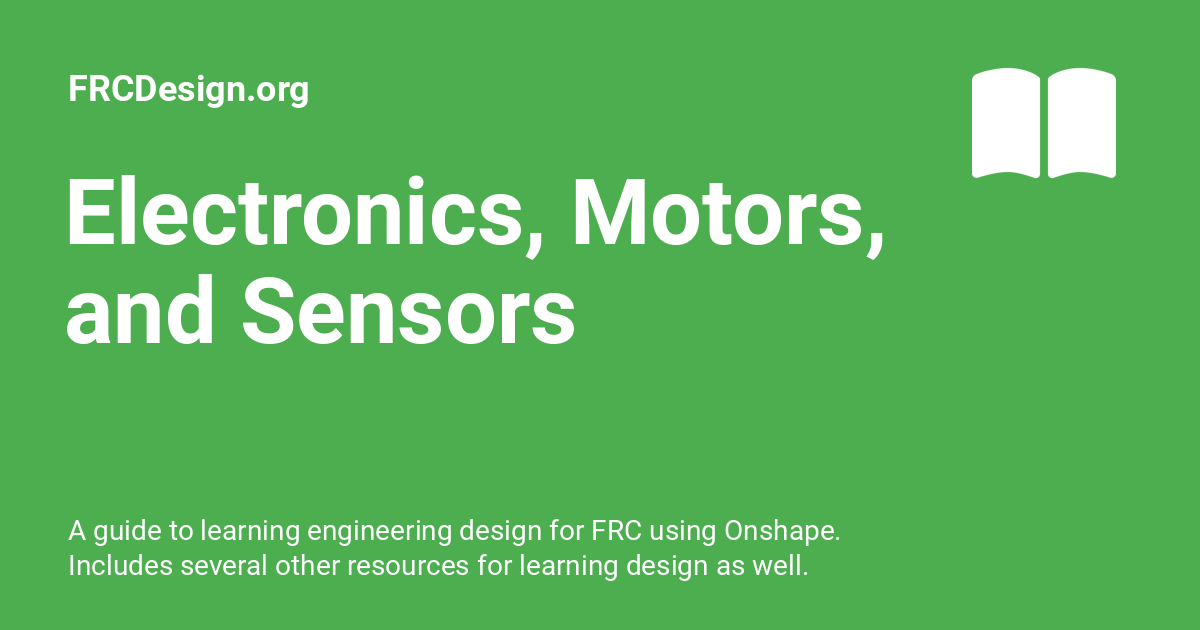 FRCDesign.org
Electronics, Motors,
and Sensors
A guide to learning engineering design for FRC using Onshape.
Includes several other resources for learning design as well.